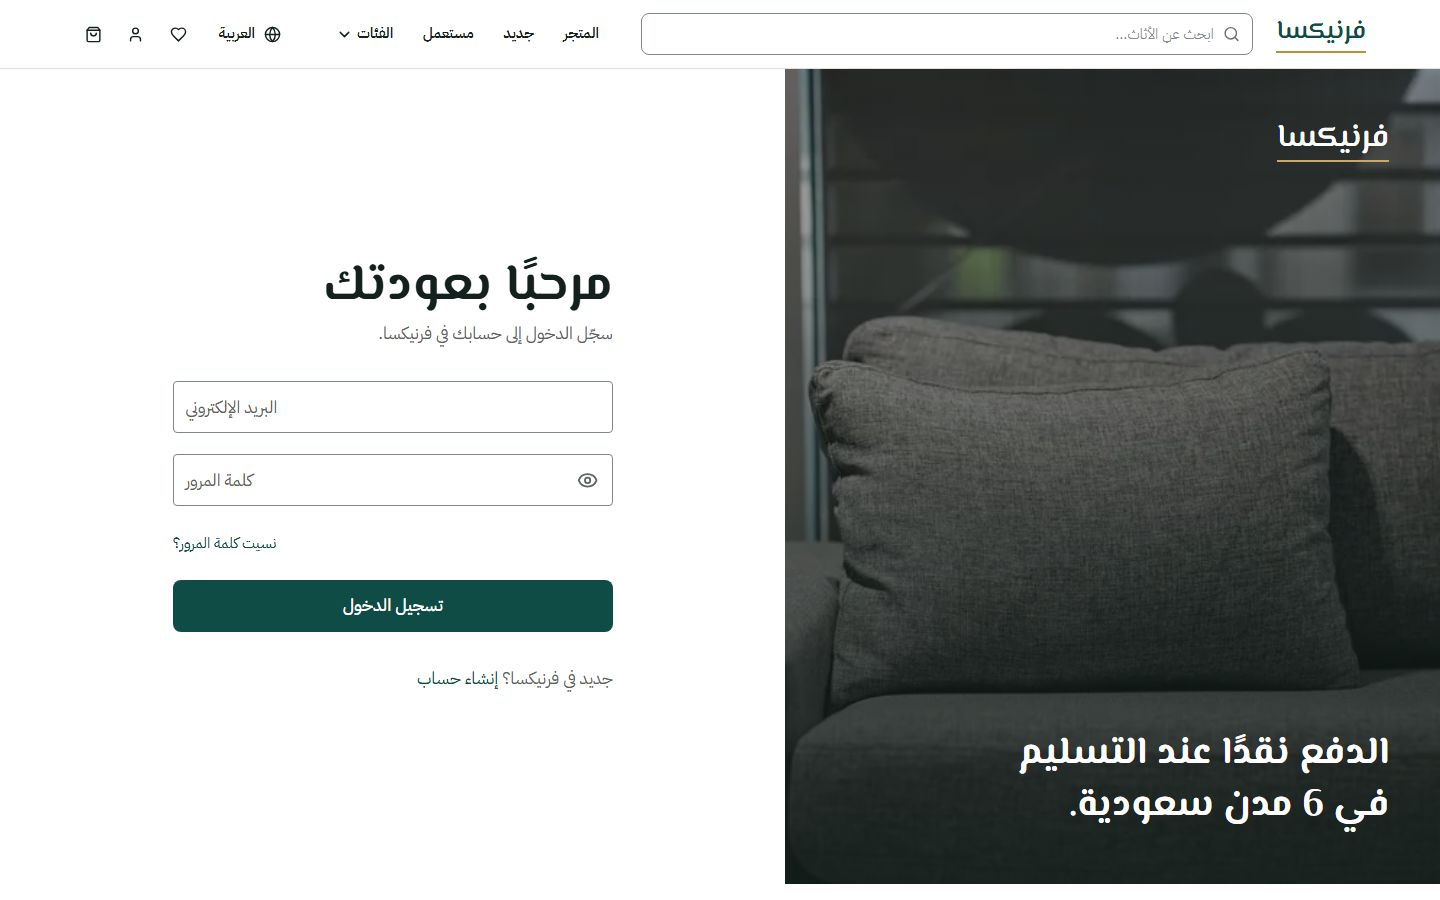 فرنيكسا
ابحث عن الأثاث...
المتجر
جديد
مستعمل
الفئات
العربية
فرنيكسا
الدفع نقدًا عند التسليم
في 6 مدن سعودية.
مرحبًا بعودتك
سجّل الدخول إلى حسابك في فرنيكسا.
البريد الإلكتروني
كلمة المرور
نسيت كلمة المرور؟
تسجيل الدخول
جديد في فرنيكسا؟ إنشاء حساب